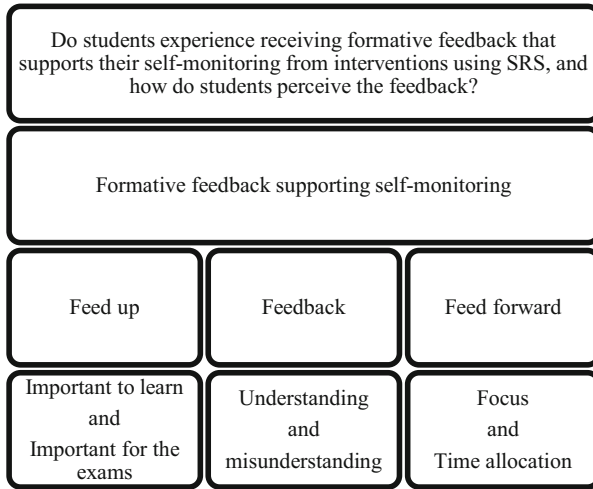 Do students experience receiving formative feedback that
supports their self-monitoring from interventions using SRS, and
how do students perceive the feedback?
Formative feedback supporting self-monitoring
Feed up
Feedback
Feed forward
Important to learn
and
Important for the
exams
Understanding
and
misunderstanding
Focus
and
Time allocation